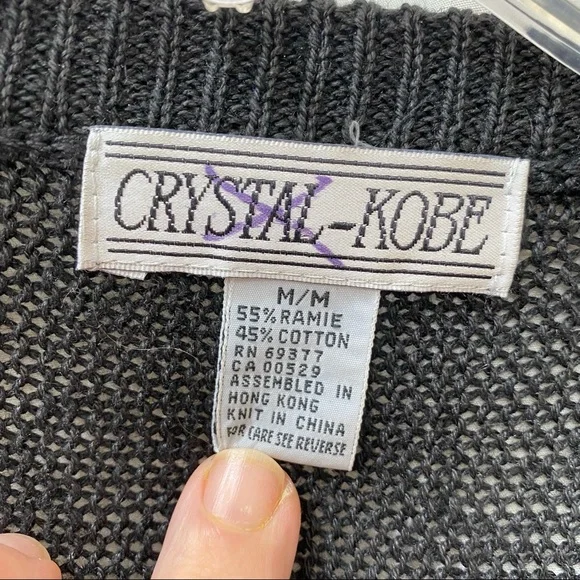 CRYSTAL-KOBE
M/M
55% RAMIE
45% COTTON
RN 69377
CA 00529
ASSEMBLED IN
HONG KONG
KNIT IN CHINA
FOR CARE SEE REVERSE